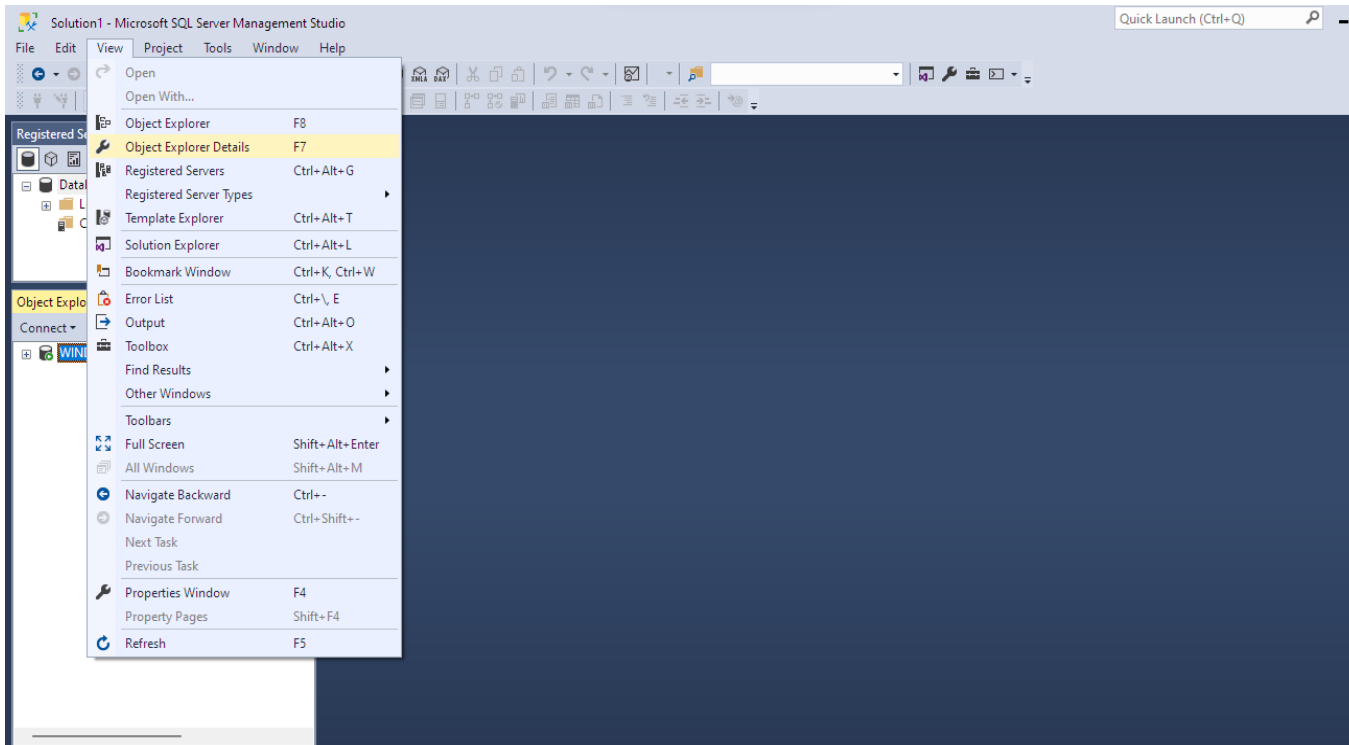 Solution1 - Microsoft SQL Server Management Studio
Quick Launch (Ctrl+Q)
File Edit View Project Tools Window Help
Open
XMLA DAX
Open With...
Object Explorer F8
Registered
Object Explorer Details F7
Registered Servers Ctrl+Alt+G
Registered Server Types
Template Explorer Ctrl+Alt+T
Solution Explorer Ctrl+Alt+L
Bookmark Window Ctrl+K, Ctrl+W
Object Error List Ctrl+\, E
Connect Output Ctrl+Alt+O
Toolbox Ctrl+Alt+X
Find Results
Other Windows
Toolbars
Full Screen Shift+Alt+Enter
All Windows Shift+Alt+M
Navigate Backward Ctrl+-
Navigate Forward Ctrl+Shift+-
Next Task
Previous Task
Properties Window F4
Property Pages Shift+F4
Refresh F5